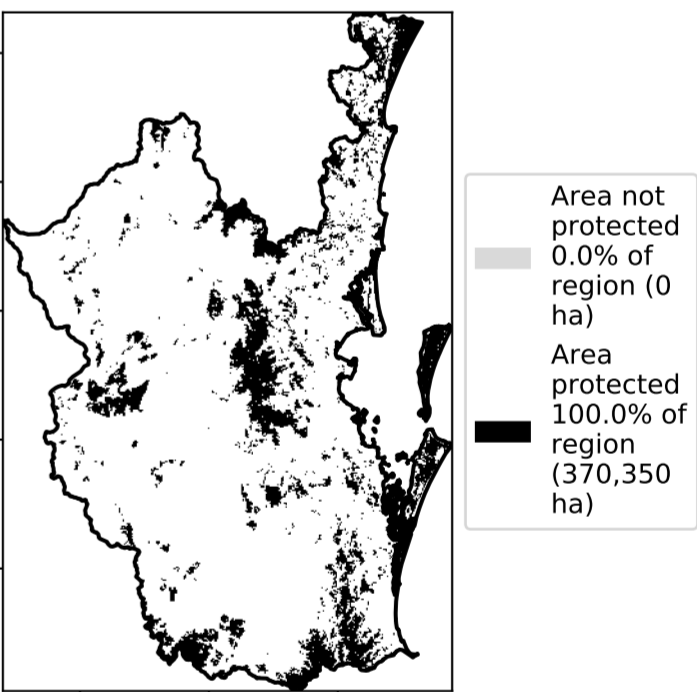 Area not
protected
0.0% of
region (0
ha)
Area
protected
100.0% of
region
(370,350
ha)